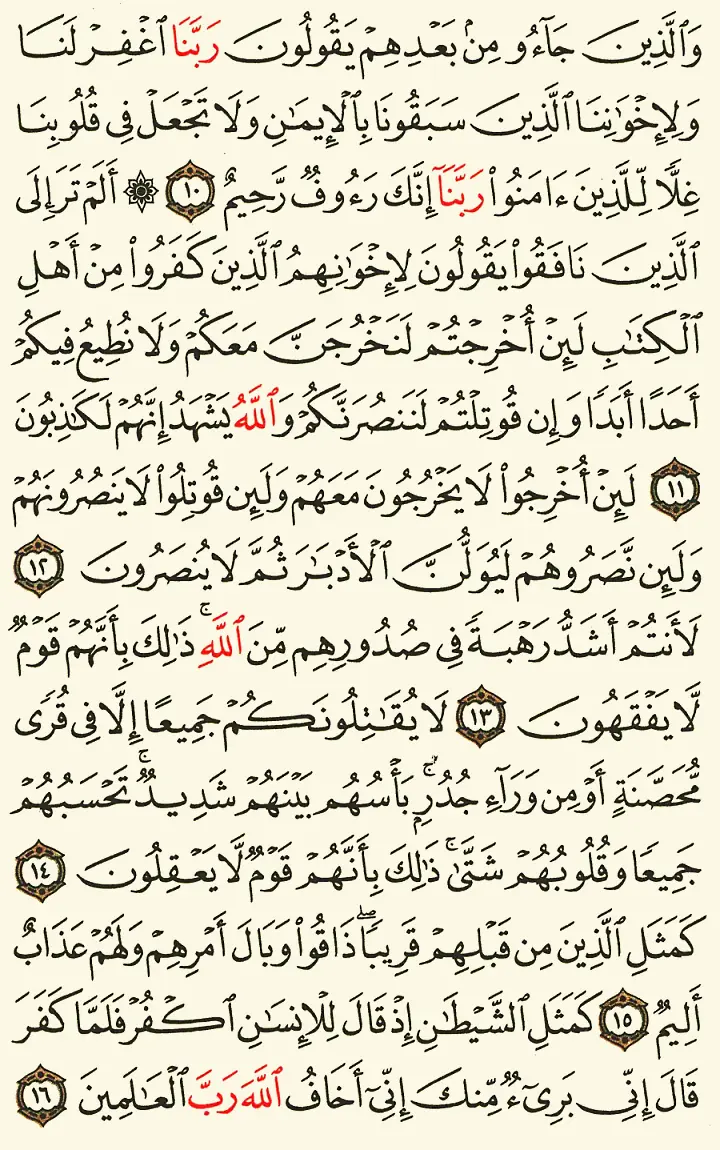 وَٱلَّذِينَ جَآءُو مِنۢ بَعْدِهِمْ يَقُولُونَ رَبَّنَا ٱغْفِرْ لَنَا
وَلِإِخْوَٰنِنَا ٱلَّذِينَ سَبَقُونَا بِٱلْإِيمَٰنِ وَلَا تَجْعَلْ فِى قُلُوبِنَا
غِلًّا لِّلَّذِينَ ءَامَنُوا۟ رَبَّنَآ إِنَّكَ رَءُوفٌ رَّحِيمٌ ١٠ ۞ أَلَمْ تَرَ إِلَى
ٱلَّذِينَ نَافَقُوا۟ يَقُولُونَ لِإِخْوَٰنِهِمُ ٱلَّذِينَ كَفَرُوا۟ مِنْ أَهْلِ
ٱلْكِتَٰبِ لَئِنْ أُخْرِجْتُمْ لَنَخْرُجَنَّ مَعَكُمْ وَلَا نُطِيعُ فِيكُمْ
أَحَدًا أَبَدًا وَإِن قُوتِلْتُمْ لَنَنصُرَنَّكُمْ وَٱللَّهُ يَشْهَدُ إِنَّهُمْ لَكَٰذِبُونَ
١١ لَئِنْ أُخْرِجُوا۟ لَا يَخْرُجُونَ مَعَهُمْ وَلَئِن قُوتِلُوا۟ لَا يَنصُرُونَهُمْ
وَلَئِن نَّصَرُوهُمْ لَيُوَلُّنَّ ٱلْأَدْبَٰرَ ثُمَّ لَا يُنصَرُونَ ١٢
لَأَنتُمْ أَشَدُّ رَهْبَةً فِى صُدُورِهِم مِّنَ ٱللَّهِ ۚ ذَٰلِكَ بِأَنَّهُمْ قَوْمٌ
لَّا يَفْقَهُونَ ١٣ لَا يُقَٰتِلُونَكُمْ جَمِيعًا إِلَّا فِى قُرًى
مُّحَصَّنَةٍ أَوْ مِن وَرَآءِ جُدُرٍۭ ۚ بَأْسُهُم بَيْنَهُمْ شَدِيدٌ ۚ تَحْسَبُهُمْ
جَمِيعًا وَقُلُوبُهُمْ شَتَّىٰ ۚ ذَٰلِكَ بِأَنَّهُمْ قَوْمٌ لَّا يَعْقِلُونَ ١٤
كَمَثَلِ ٱلَّذِينَ مِن قَبْلِهِمْ قَرِيبًا ۖ ذَاقُوا۟ وَبَالَ أَمْرِهِمْ وَلَهُمْ عَذَابٌ
أَلِيمٌ ١٥ كَمَثَلِ ٱلشَّيْطَٰنِ إِذْ قَالَ لِلْإِنسَٰنِ ٱكْفُرْ فَلَمَّا كَفَرَ
قَالَ إِنِّى بَرِىٓءٌ مِّنكَ إِنِّىٓ أَخَافُ ٱللَّهَ رَبَّ ٱلْعَٰلَمِينَ ١٦